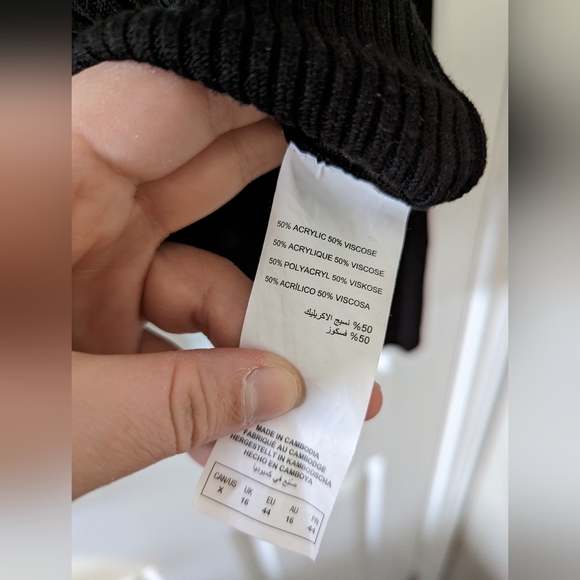 50% ACRYLIC 50% VISCOSE
50% ACRYLIQUE 50% VISCOSE
50% POLYACRYL 50% VISKOSE
50% ACRÍLICO 50% VISCOSA
50% نسيج الاكريليك
50% فسكوز
MADE IN CAMBODIA
FABRIQUÉ AU CAMBODGE
HERGESTELLT IN KAMBODSCHA
HECHO EN CAMBOYA
صنع في كمبوديا
CAN/US UK EU AU FR
X 16 44 16 44